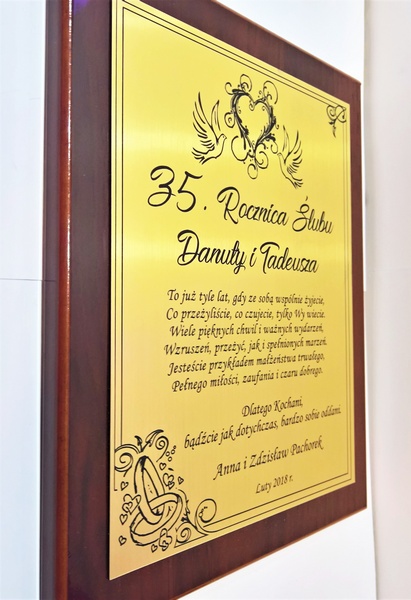 35. Rocznica Ślubu
Danuty i Tadeusza
To już tyle lat, gdy ze sobą wspólnie żyjecie,
Co przeżyliście, co czujecie, tylko Wy wiecie.
Wiele pięknych chwil i ważnych wydarzeń,
Wzruszeń, przeżyć, jak i spełnionych marzeń.
Jesteście przykładem małżeństwa trwałego,
Pełnego miłości, zaufania i czaru dobrego.
Dlatego Kochani,
bądźcie jak dotychczas, bardzo sobie oddani.
Anna i Zdzisław Pachorek
Luty 2018 r.